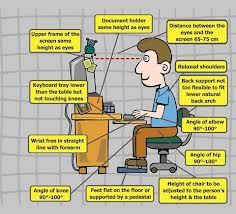 Document holder
same height as eyes
Distance between the
eyes and the
screen 65-75 cm
Upper frame of the
screen same
height as eyes
Relaxed shoulders
Keyboard tray lower
than the table but
not touching knees
Back support not
too flexible to fit
lower natural
back arch
Angle of elbow
90°-100°
Wrist free in straight
line with forearm
Angle of hip
90°-100°
Angle of knee
90°-100°
Feet flat on the floor
or supported by a pedestal
Height of chair to be
adjusted to the person's
height & the table